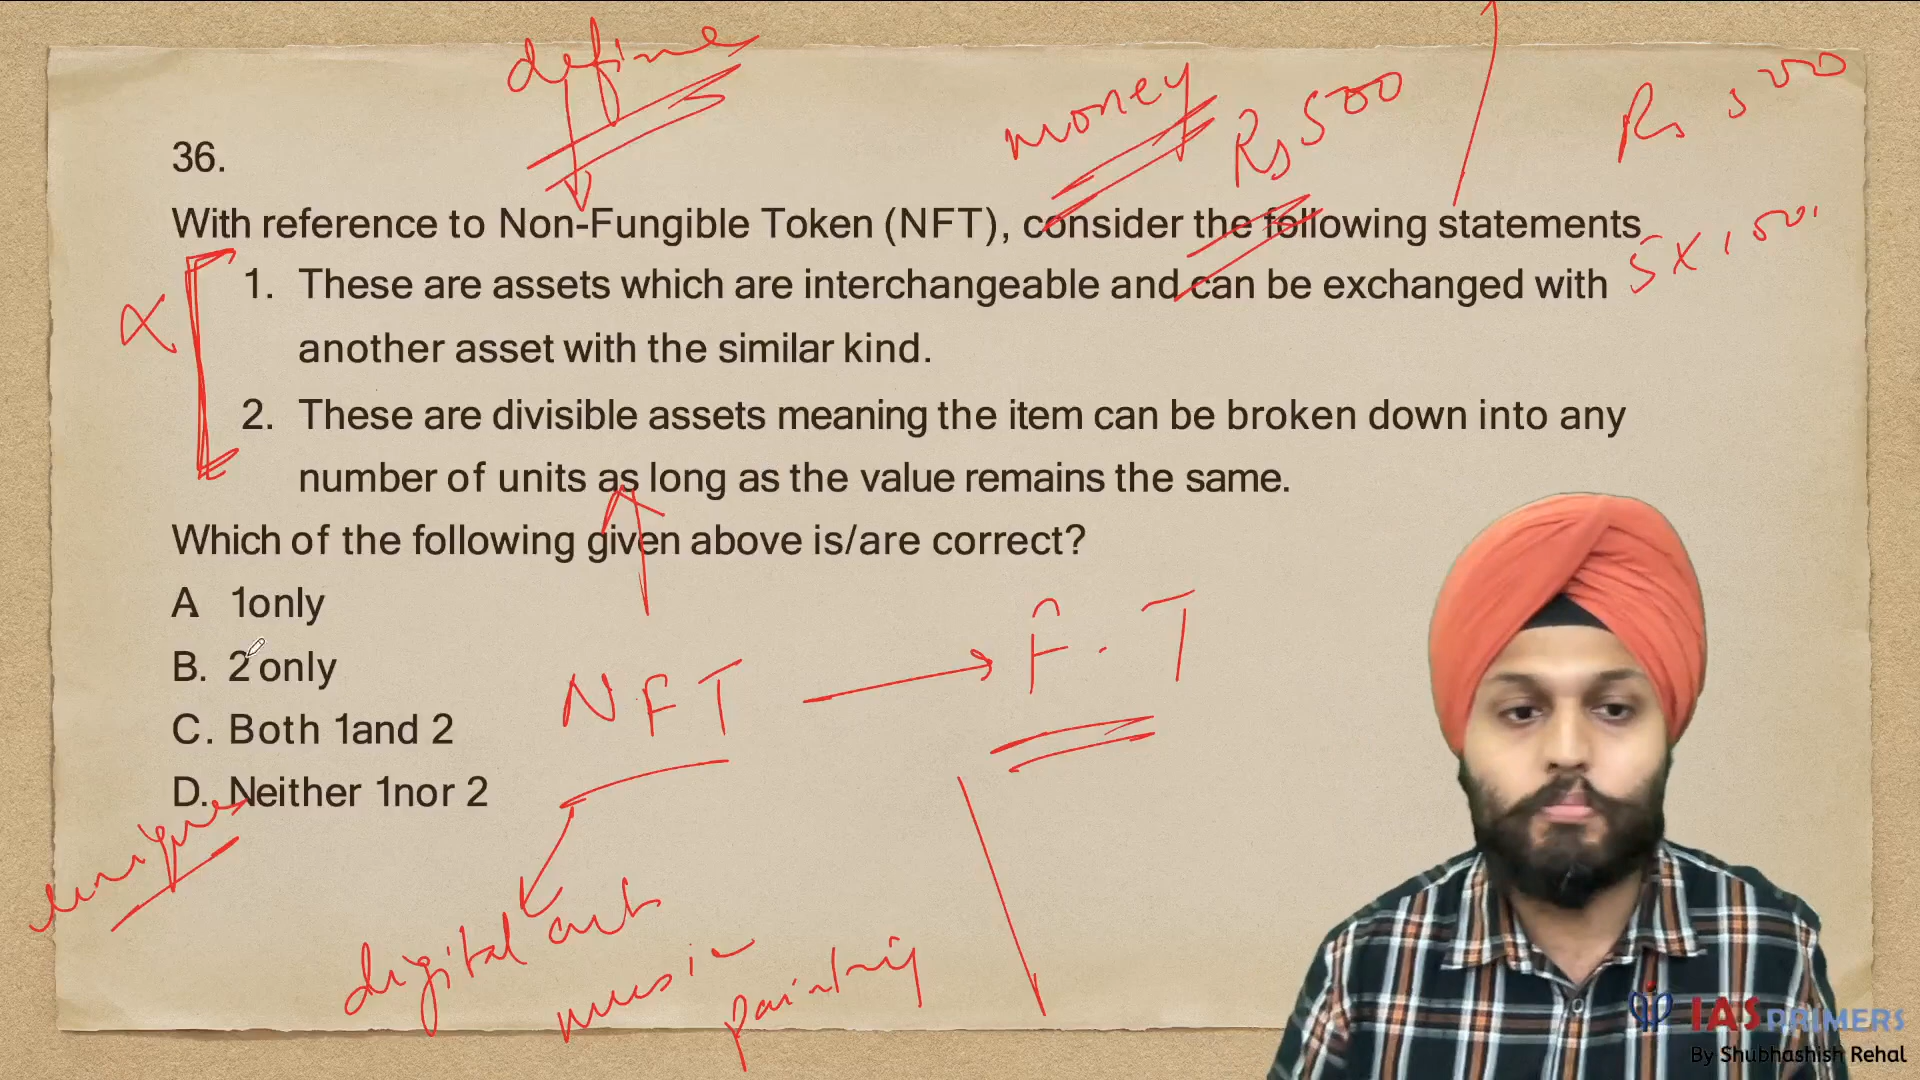 define
money
Rs 500
Rs 500
36.
With reference to Non-Fungible Token (NFT), consider the following statements
5 x 100
1. These are assets which are interchangeable and can be exchanged with
another asset with the similar kind.
2. These are divisible assets meaning the item can be broken down into any
number of units as long as the value remains the same.
Which of the following given above is/are correct?
A 1only
B. 2 only
C. Both 1and 2
D. Neither 1nor 2
NFT
F.T
unique
digital art
music
painting
IAS PRIMERS
By Shubhashish Rehal